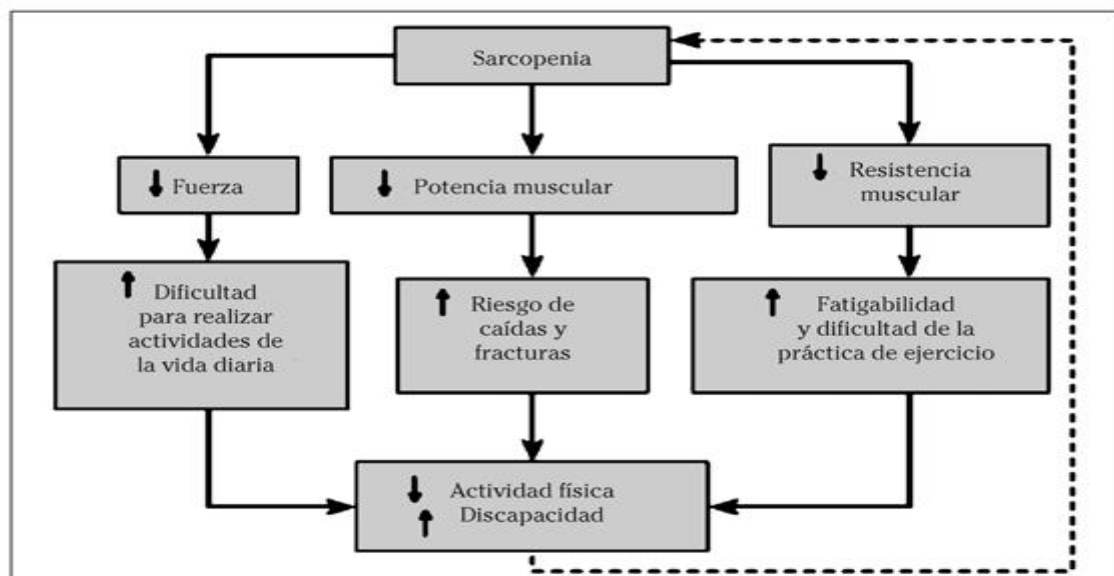 Sarcopenia
↓ Fuerza
↓ Potencia muscular
↓ Resistencia
muscular
↑ Dificultad
para realizar
actividades de
la vida diaria
↑ Riesgo de
caídas y
fracturas
↑ Fatigabilidad
y dificultad de la
práctica de ejercicio
↓ Actividad física
↑ Discapacidad